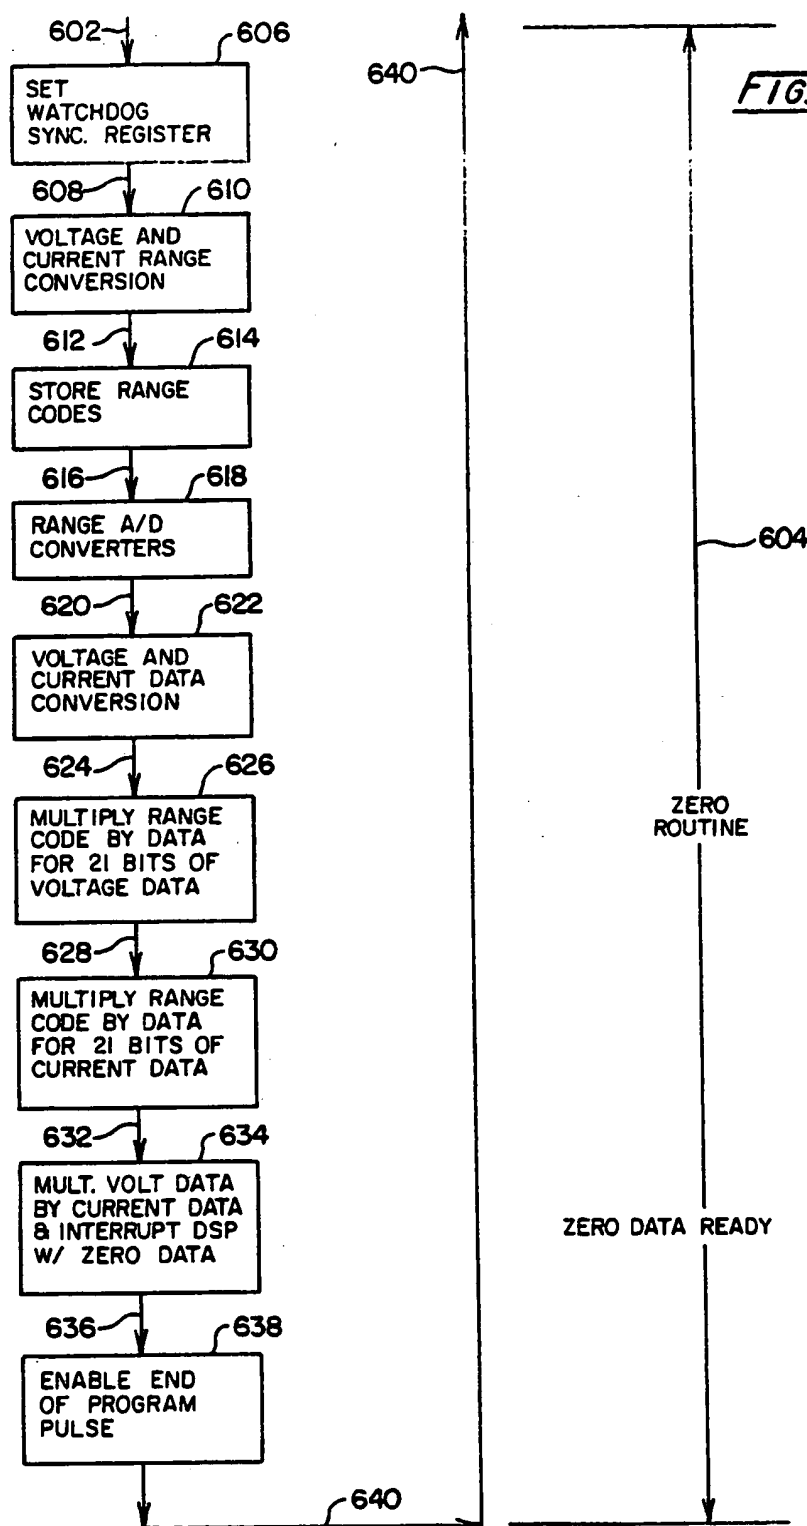 602
606
SET
WATCHDOG
SYNC. REGISTER
608
610
VOLTAGE AND
CURRENT RANGE
CONVERSION
612
614
STORE RANGE
CODES
616
618
RANGE A/D
CONVERTERS
620
622
VOLTAGE AND
CURRENT DATA
CONVERSION
624
626
MULTIPLY RANGE
CODE BY DATA
FOR 21 BITS OF
VOLTAGE DATA
628
630
MULTIPLY RANGE
CODE BY DATA
FOR 21 BITS OF
CURRENT DATA
632
634
MULT. VOLT DATA
BY CURRENT DATA
& INTERRUPT DSP
W/ ZERO DATA
636
638
ENABLE END
OF PROGRAM
PULSE
640
640
FIG.
604
ZERO
ROUTINE
ZERO DATA READY